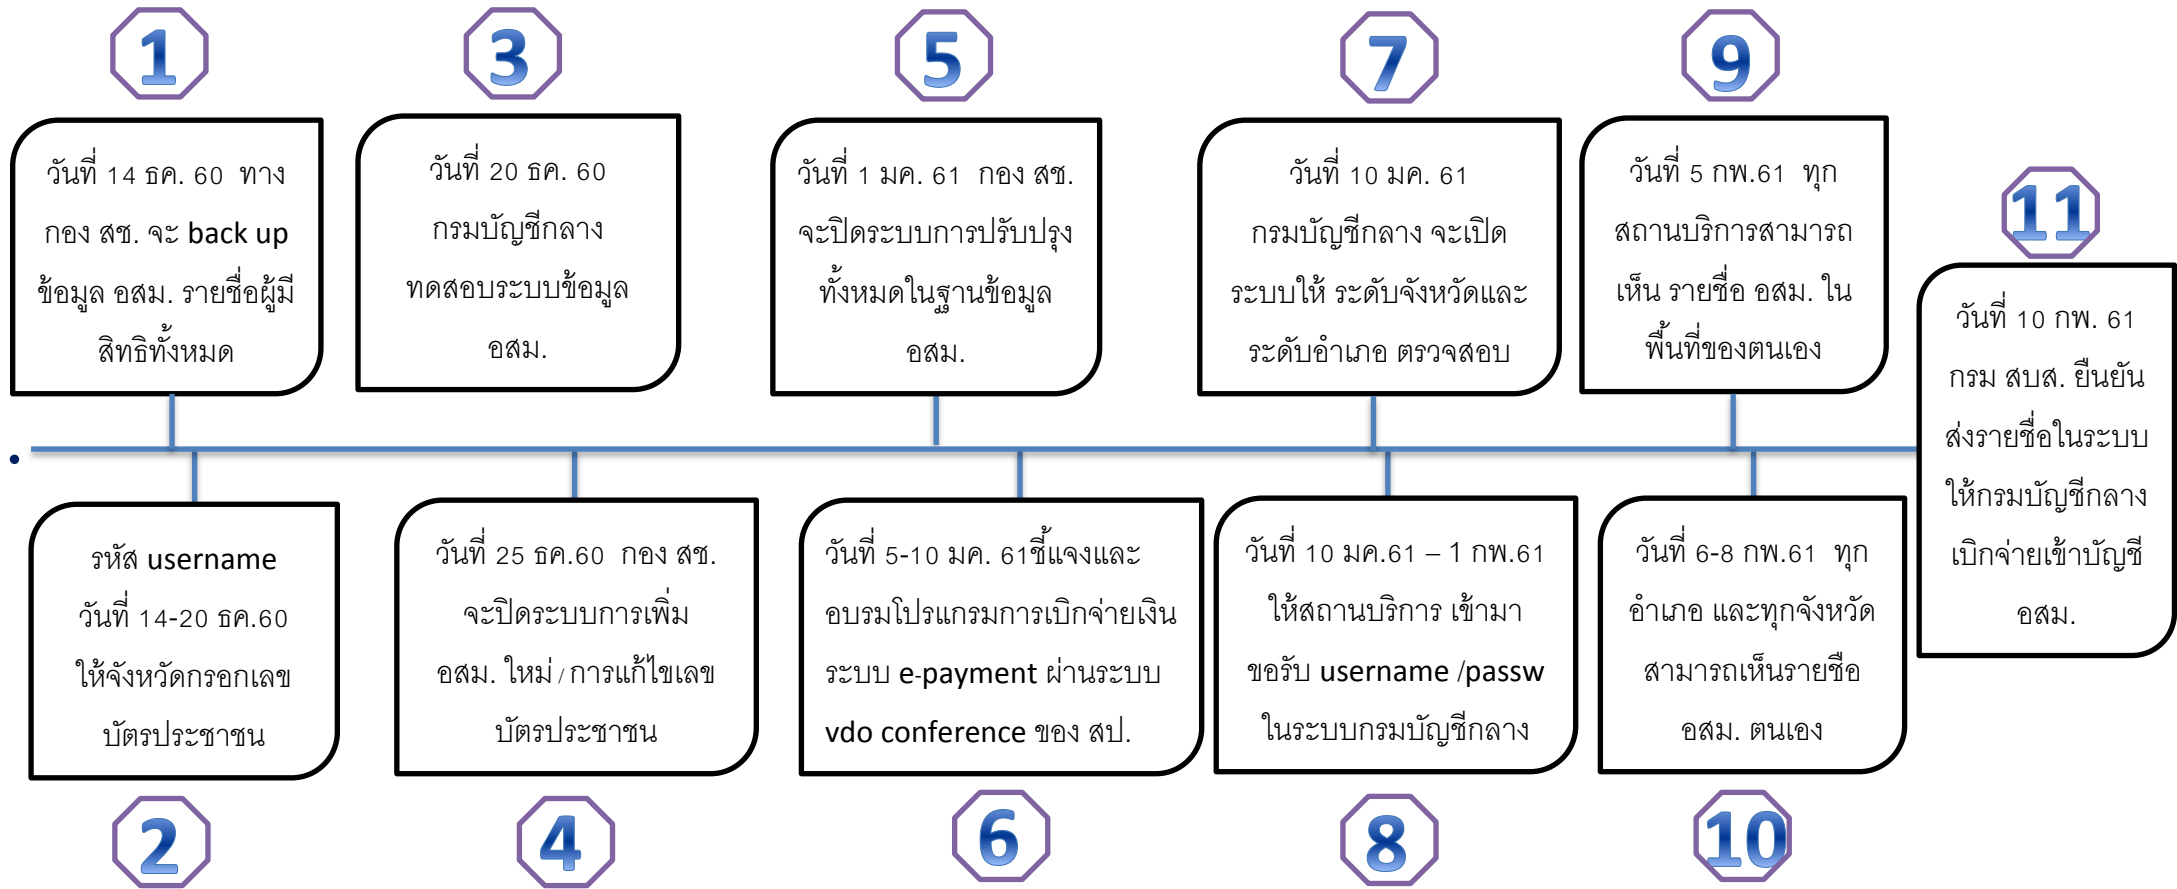 1
วันที่ 14 ธค. 60 ทาง
กอง สช. จะ back up
ข้อมูล อสม. รายชื่อผู้มี
สิทธิทั้งหมด
รหัส username
วันที่ 14-20 ธค.60
ให้จังหวัดกรอกเลข
บัตรประชาชน
2
3
วันที่ 20 ธค. 60
กรมบัญชีกลาง
ทดสอบระบบข้อมูล
อสม.
วันที่ 25 ธค.60 กอง สช.
จะปิดระบบการเพิ่ม
อสม. ใหม่ / การแก้ไขเลข
บัตรประชาชน
4
5
วันที่ 1 มค. 61 กอง สช.
จะปิดระบบการปรับปรุง
ทั้งหมดในฐานข้อมูล
อสม.
วันที่ 5-10 มค. 61ชี้แจงและ
อบรมโปรแกรมการเบิกจ่ายเงิน
ระบบ e-payment ผ่านระบบ
vdo conference ของ สป.
6
7
วันที่ 10 มค. 61
กรมบัญชีกลาง จะเปิด
ระบบให้ ระดับจังหวัดและ
ระดับอำเภอ ตรวจสอบ
วันที่ 10 มค.61 – 1 กพ.61
ให้สถานบริการ เข้ามา
ขอรับ username /passw
ในระบบกรมบัญชีกลาง
8
9
วันที่ 5 กพ.61 ทุก
สถานบริการสามารถ
เห็น รายชื่อ อสม. ใน
พื้นที่ของตนเอง
วันที่ 6-8 กพ.61 ทุก
อำเภอ และทุกจังหวัด
สามารถเห็นรายชื่อ
อสม. ตนเอง
10
11
วันที่ 10 กพ. 61
กรม สบส. ยืนยัน
ส่งรายชื่อในระบบ
ให้กรมบัญชีกลาง
เบิกจ่ายเข้าบัญชี
อสม.